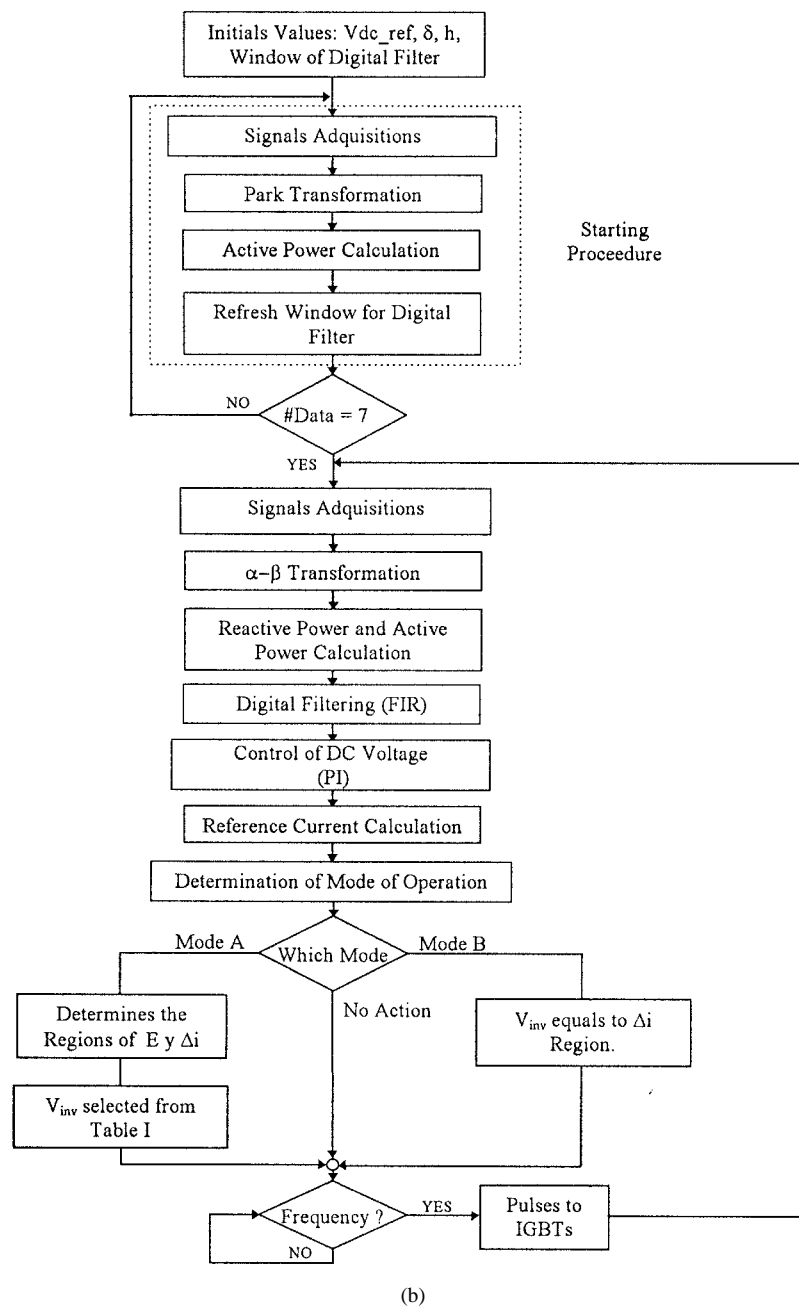 Initials Values: Vdc_ref, δ, h,
Window of Digital Filter
Signals Adquisitions
Park Transformation
Active Power Calculation
Refresh Window for Digital
Filter
Starting
Proceedure
NO
#Data = 7
YES
Signals Adquisitions
α–β Transformation
Reactive Power and Active
Power Calculation
Digital Filtering (FIR)
Control of DC Voltage
(PI)
Reference Current Calculation
Determination of Mode of Operation
Mode A
Which Mode
Mode B
No Action
Determines the
Regions of E y Δi
Vinv selected from
Table I
Vinv equals to Δi
Region.
Frequency ?
YES
NO
Pulses to
IGBTs
(b)